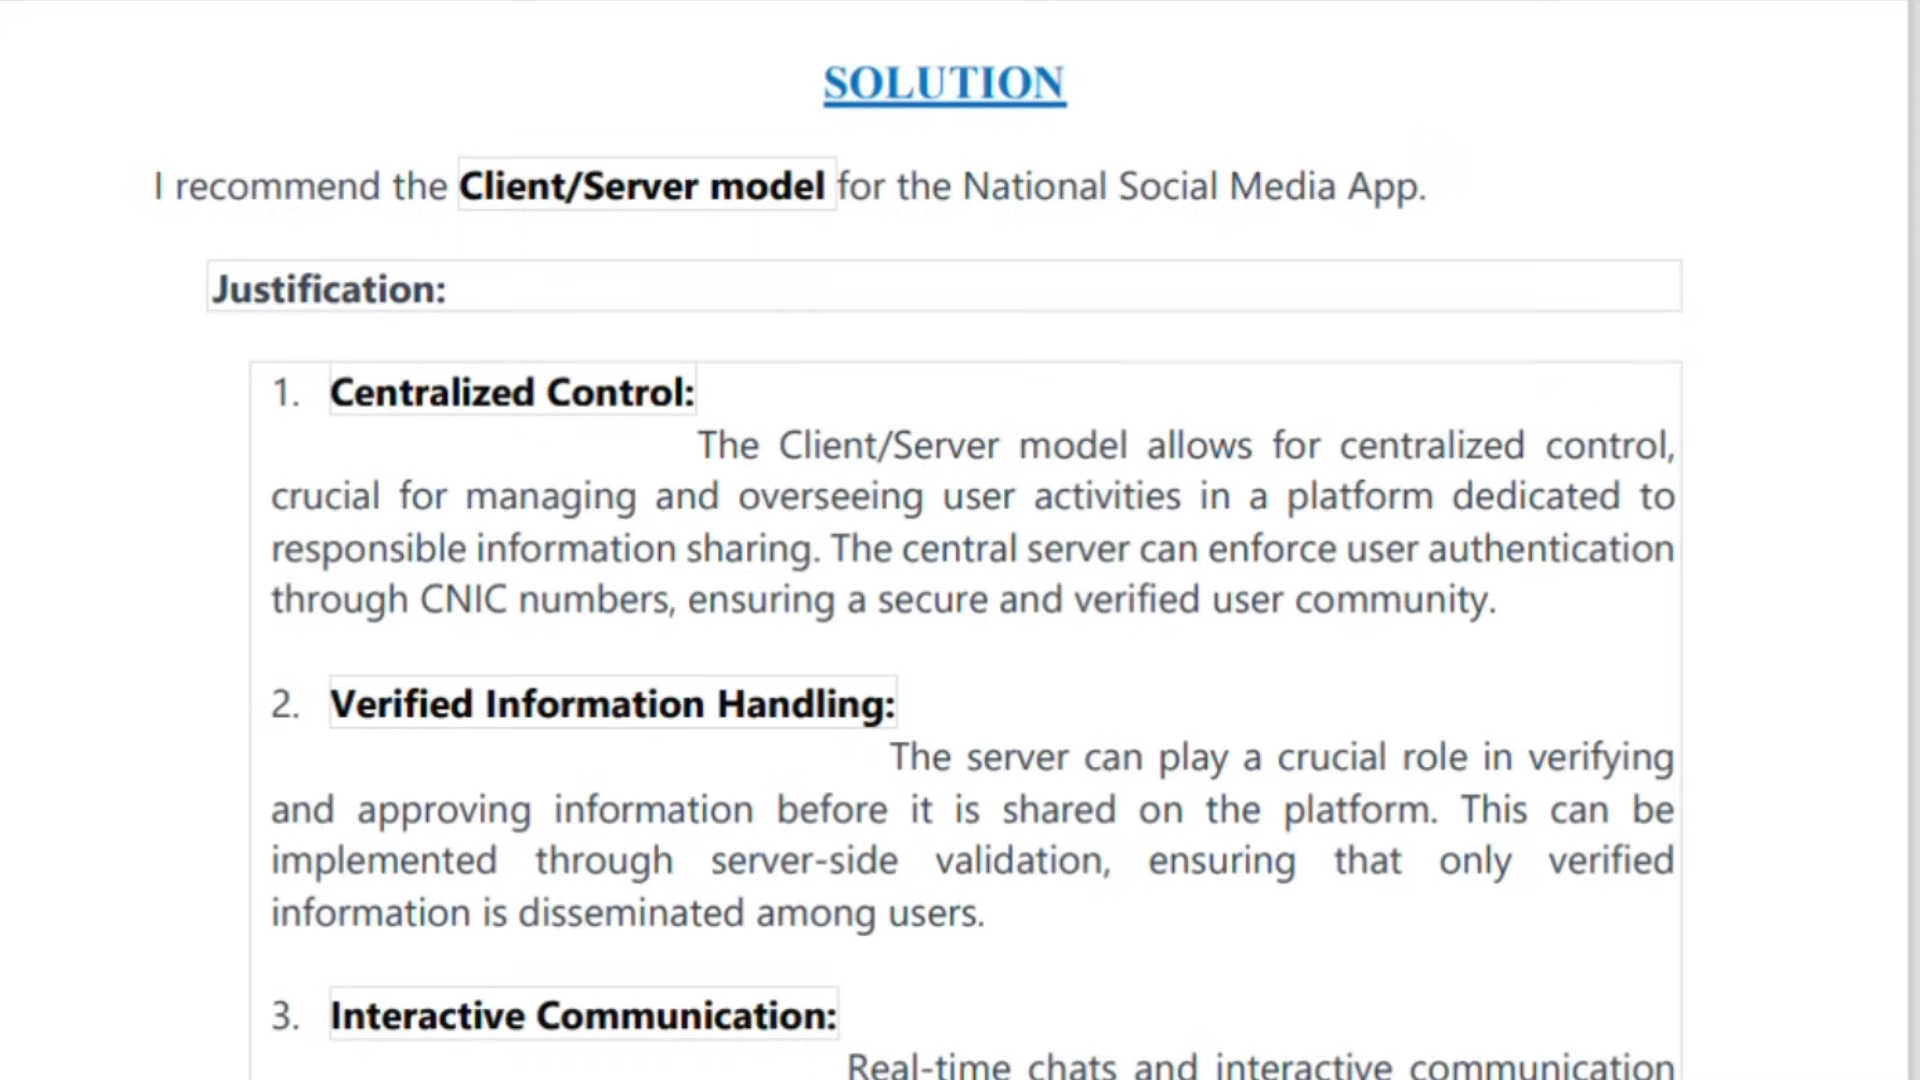 SOLUTION
I recommend the Client/Server model for the National Social Media App.
Justification:
1. Centralized Control:
The Client/Server model allows for centralized control,
crucial for managing and overseeing user activities in a platform dedicated to
responsible information sharing. The central server can enforce user authentication
through CNIC numbers, ensuring a secure and verified user community.
2. Verified Information Handling:
The server can play a crucial role in verifying
and approving information before it is shared on the platform. This can be
implemented through server-side validation, ensuring that only verified
information is disseminated among users.
3. Interactive Communication:
Real-time chats and interactive communication